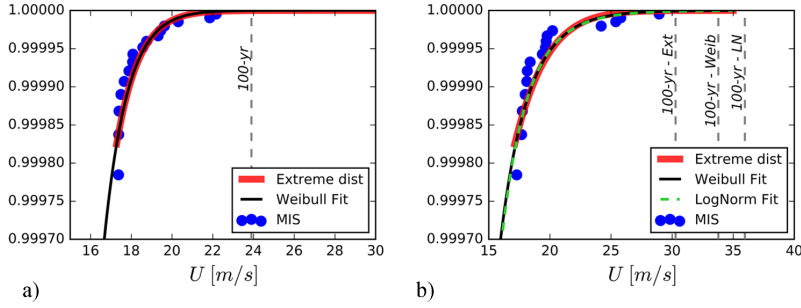 1.00000
0.99995
0.99990
0.99985
0.99980
0.99975
0.99970
100-yr
Extreme dist
Weibull Fit
MIS
16 18 20 22 24 26 28 30
U [m/s]
a)
1.00000
0.99995
0.99990
0.99985
0.99980
0.99975
0.99970
100-yr - Ext
100-yr - Weib
100-yr - LN
Extreme dist
Weibull Fit
LogNorm Fit
MIS
15 20 25 30 35 40
U [m/s]
b)